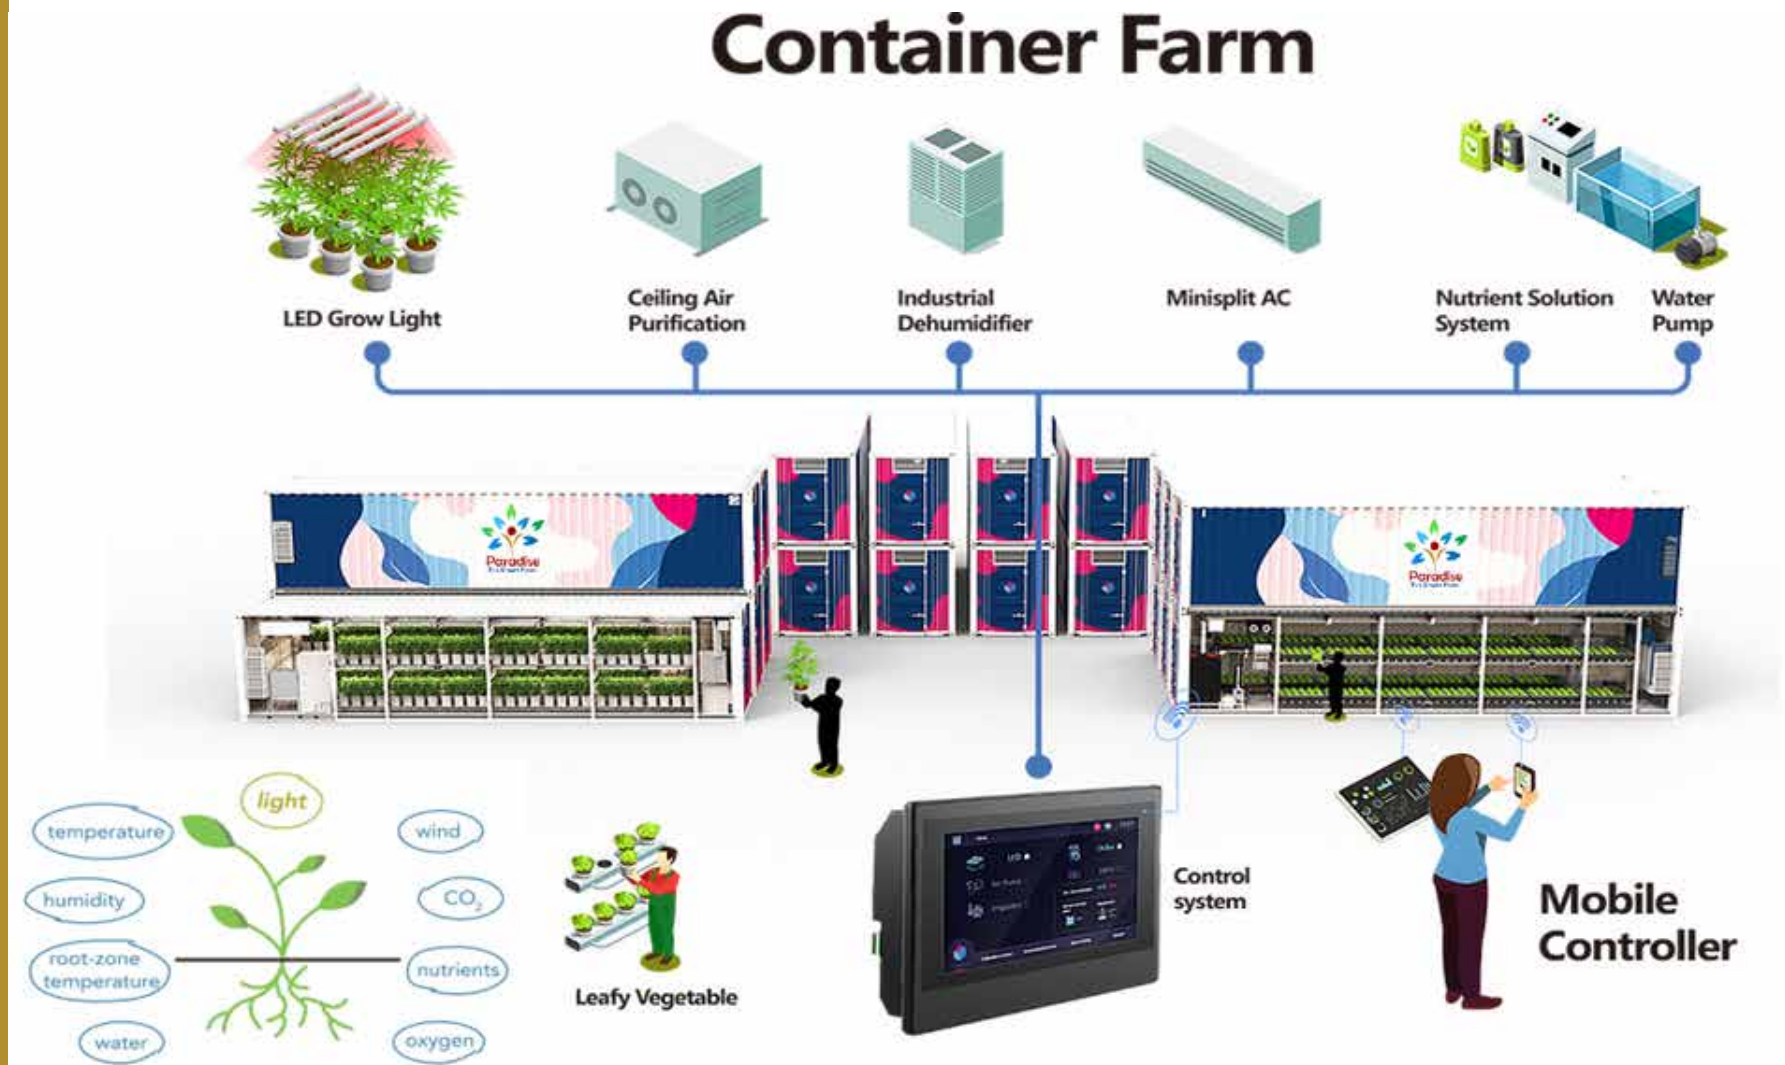 Container Farm
LED Grow Light
Ceiling Air
Purification
Industrial
Dehumidifier
Minisplit AC
Nutrient Solution
System
Water
Pump
Paradise
Paradise
light
temperature
wind
humidity
CO₂
root-zone
temperature
nutrients
water
oxygen
Leafy Vegetable
LED
Control
system
Mobile
Controller